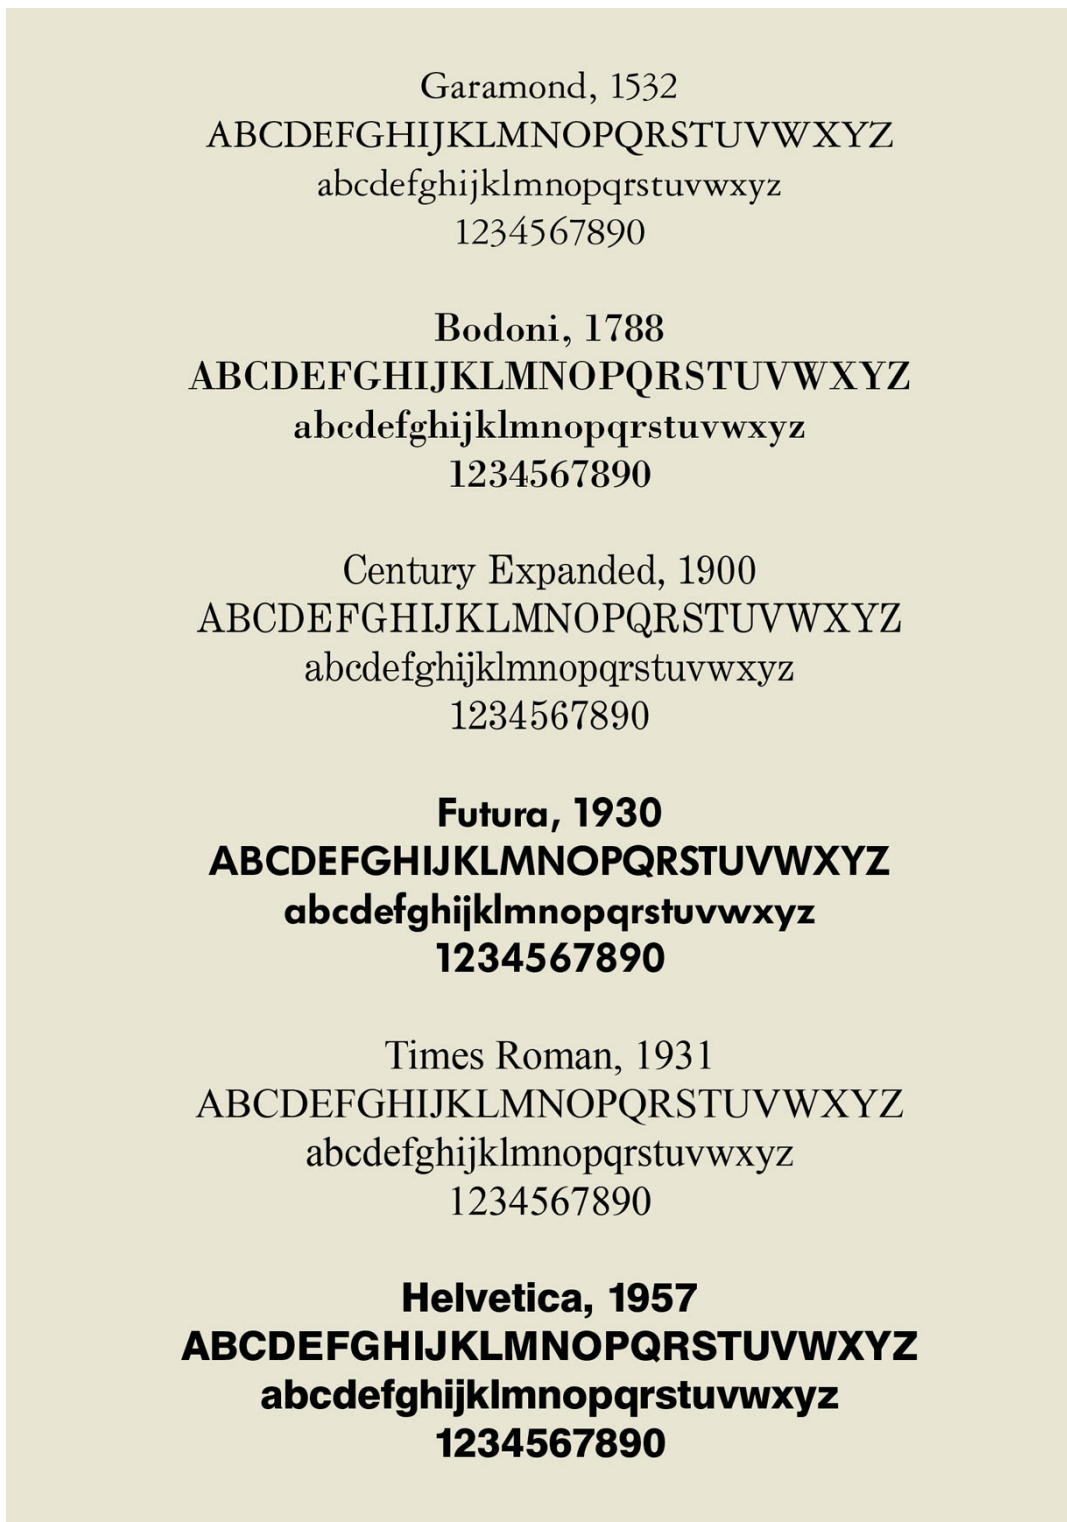 Garamond, 1532
ABCDEFGHIJKLMNOPQRSTUVWXYZ
abcdefghijklmnopqrstuvwxyz
1234567890
Bodoni, 1788
ABCDEFGHIJKLMNOPQRSTUVWXYZ
abcdefghijklmnopqrstuvwxyz
1234567890
Century Expanded, 1900
ABCDEFGHIJKLMNOPQRSTUVWXYZ
abcdefghijklmnopqrstuvwxyz
1234567890
Futura, 1930
ABCDEFGHIJKLMNOPQRSTUVWXYZ
abcdefghijklmnopqrstuvwxyz
1234567890
Times Roman, 1931
ABCDEFGHIJKLMNOPQRSTUVWXYZ
abcdefghijklmnopqrstuvwxyz
1234567890
Helvetica, 1957
ABCDEFGHIJKLMNOPQRSTUVWXYZ
abcdefghijklmnopqrstuvwxyz
1234567890